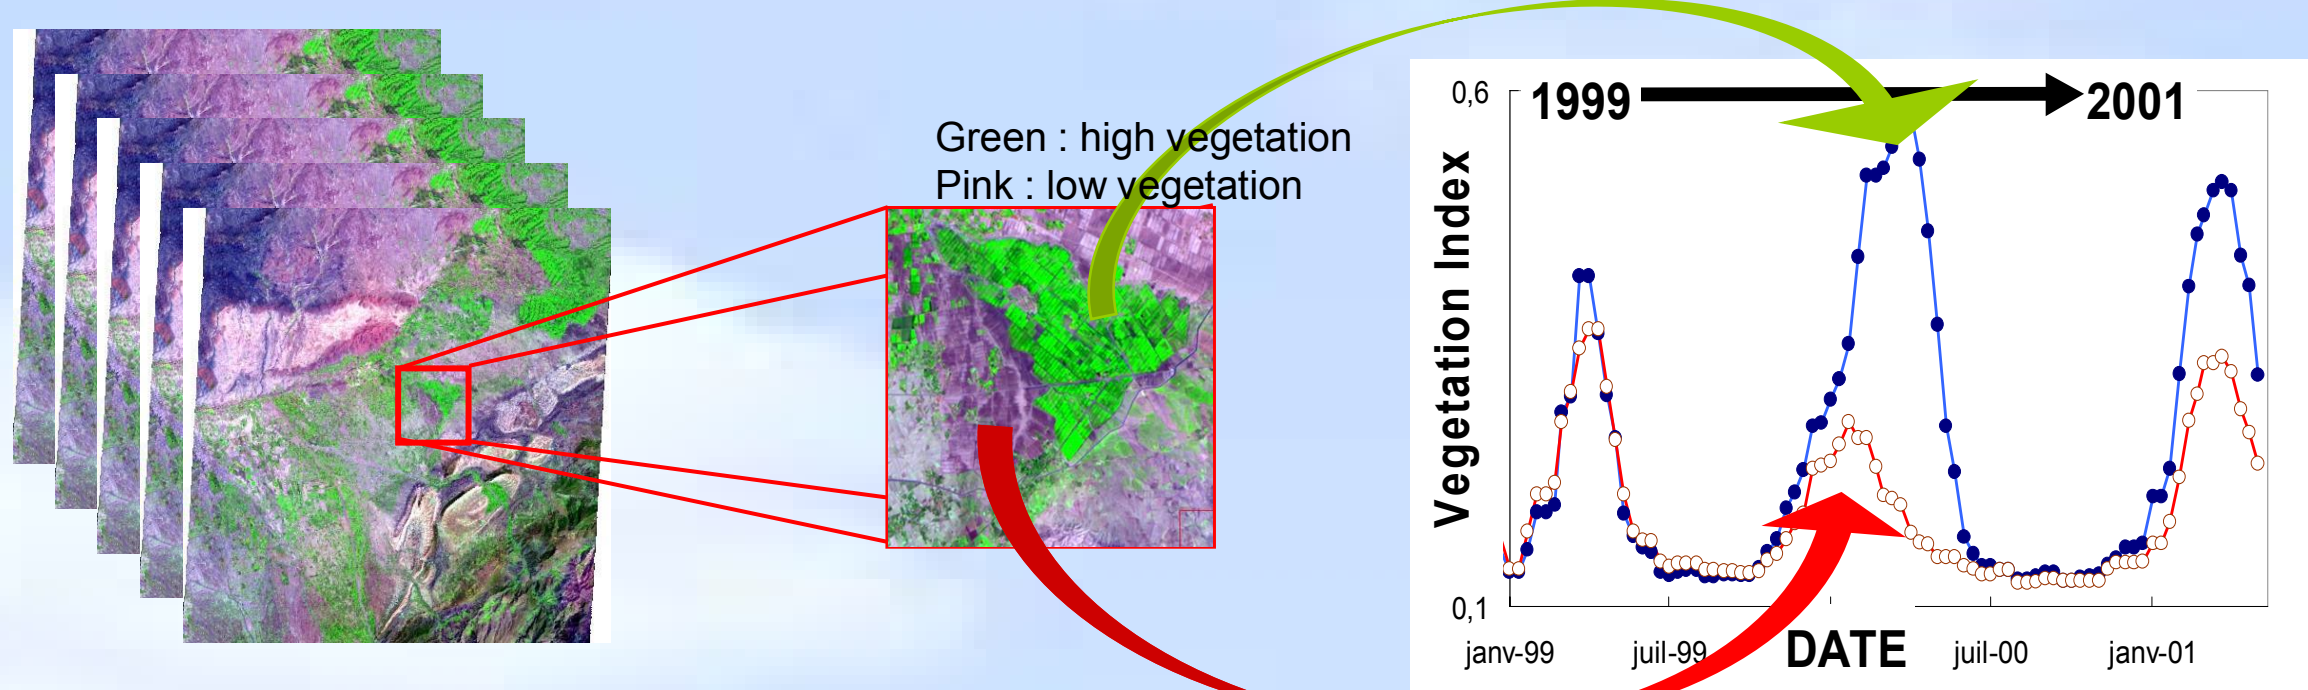 Green : high vegetation
Pink : low vegetation
0,6
1999
2001
Vegetation Index
0,1
janv-99
juil-99
DATE
juil-00
janv-01